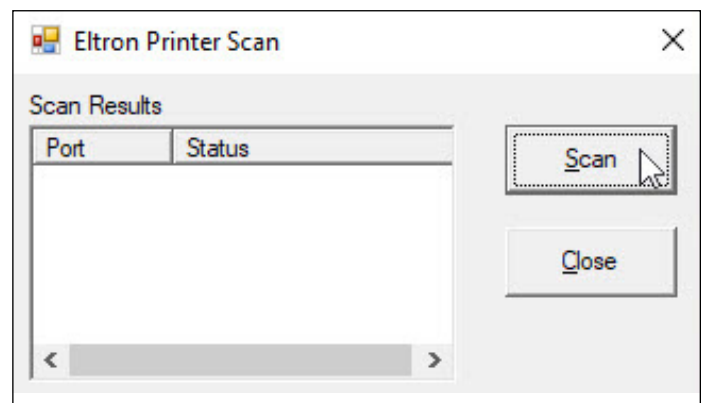 Eltron Printer Scan
Scan Results
Port Status
Scan
Close